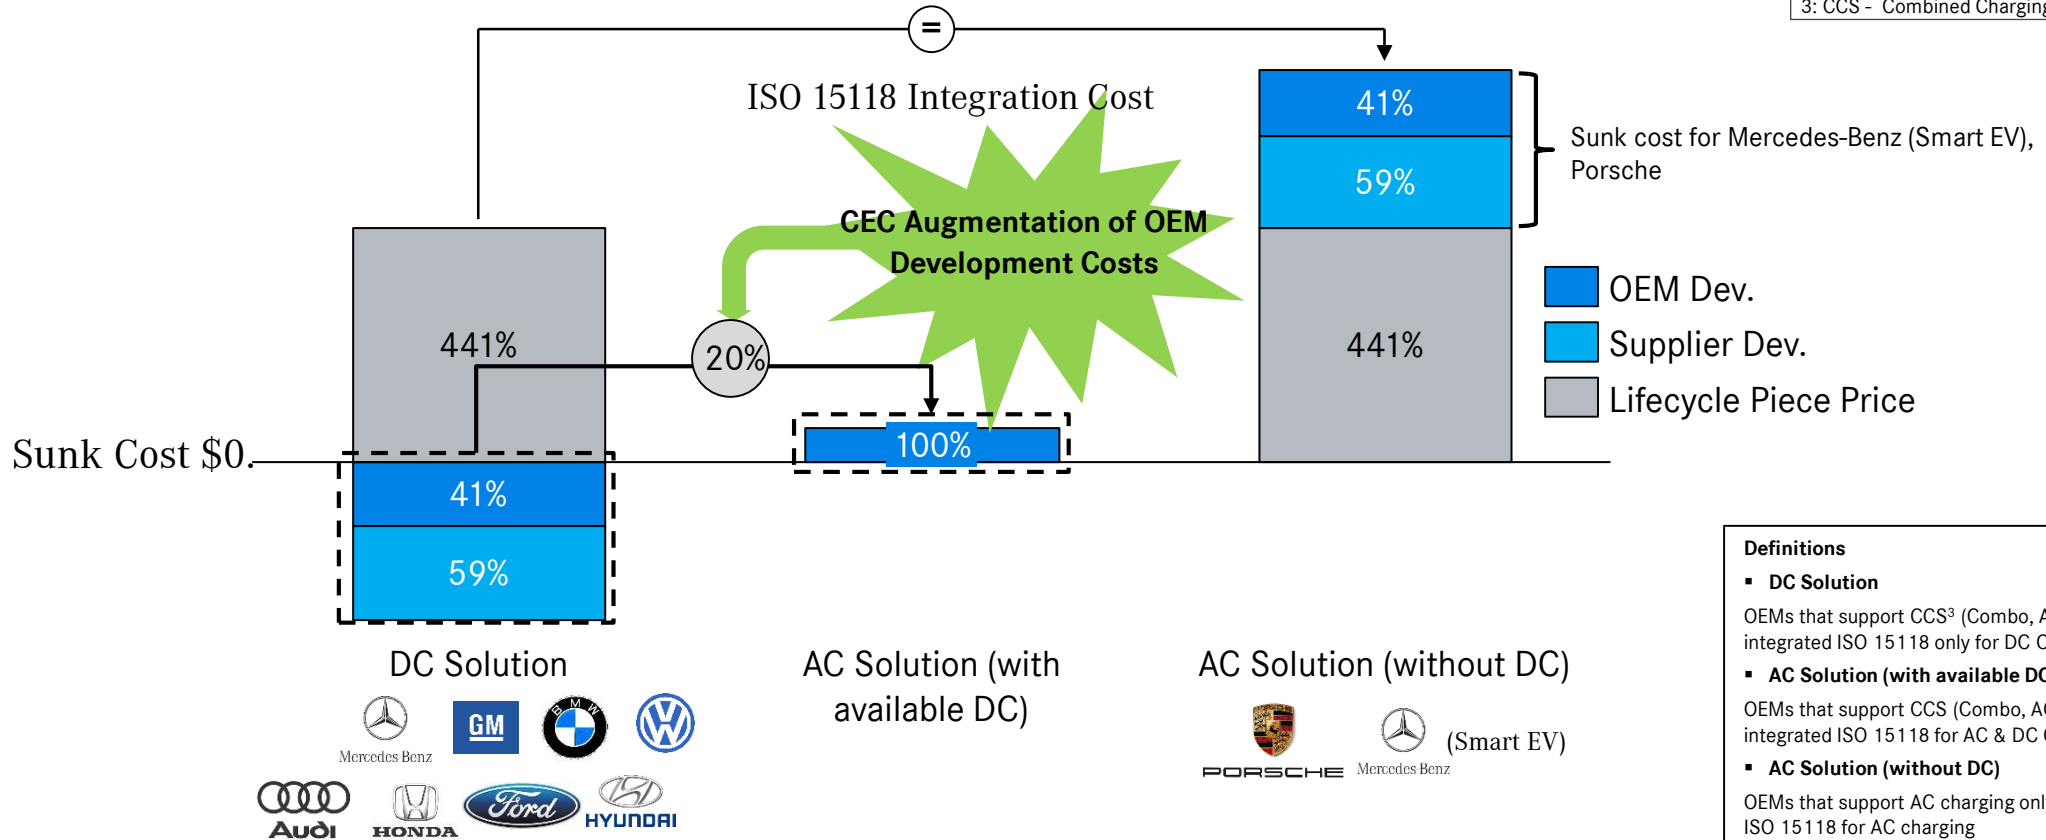 3: CCS - Combined Charging
=
ISO 15118 Integration Cost
41%
59%
441%
Sunk cost for Mercedes-Benz (Smart EV),
Porsche
CEC Augmentation of OEM
Development Costs
OEM Dev.
Supplier Dev.
Lifecycle Piece Price
441%
20%
100%
Sunk Cost $0.
41%
59%
DC Solution
AC Solution (with
available DC)
AC Solution (without DC)
Mercedes Benz
GM
BMW
VW
Audi
HONDA
Ford
HYUNDAI
PORSCHE
Mercedes Benz
(Smart EV)
Definitions
▪ DC Solution
OEMs that support CCS³ (Combo, A
integrated ISO 15118 only for DC
▪ AC Solution (with available DC
OEMs that support CCS (Combo, AC
integrated ISO 15118 for AC & DC
▪ AC Solution (without DC)
OEMs that support AC charging only
ISO 15118 for AC charging